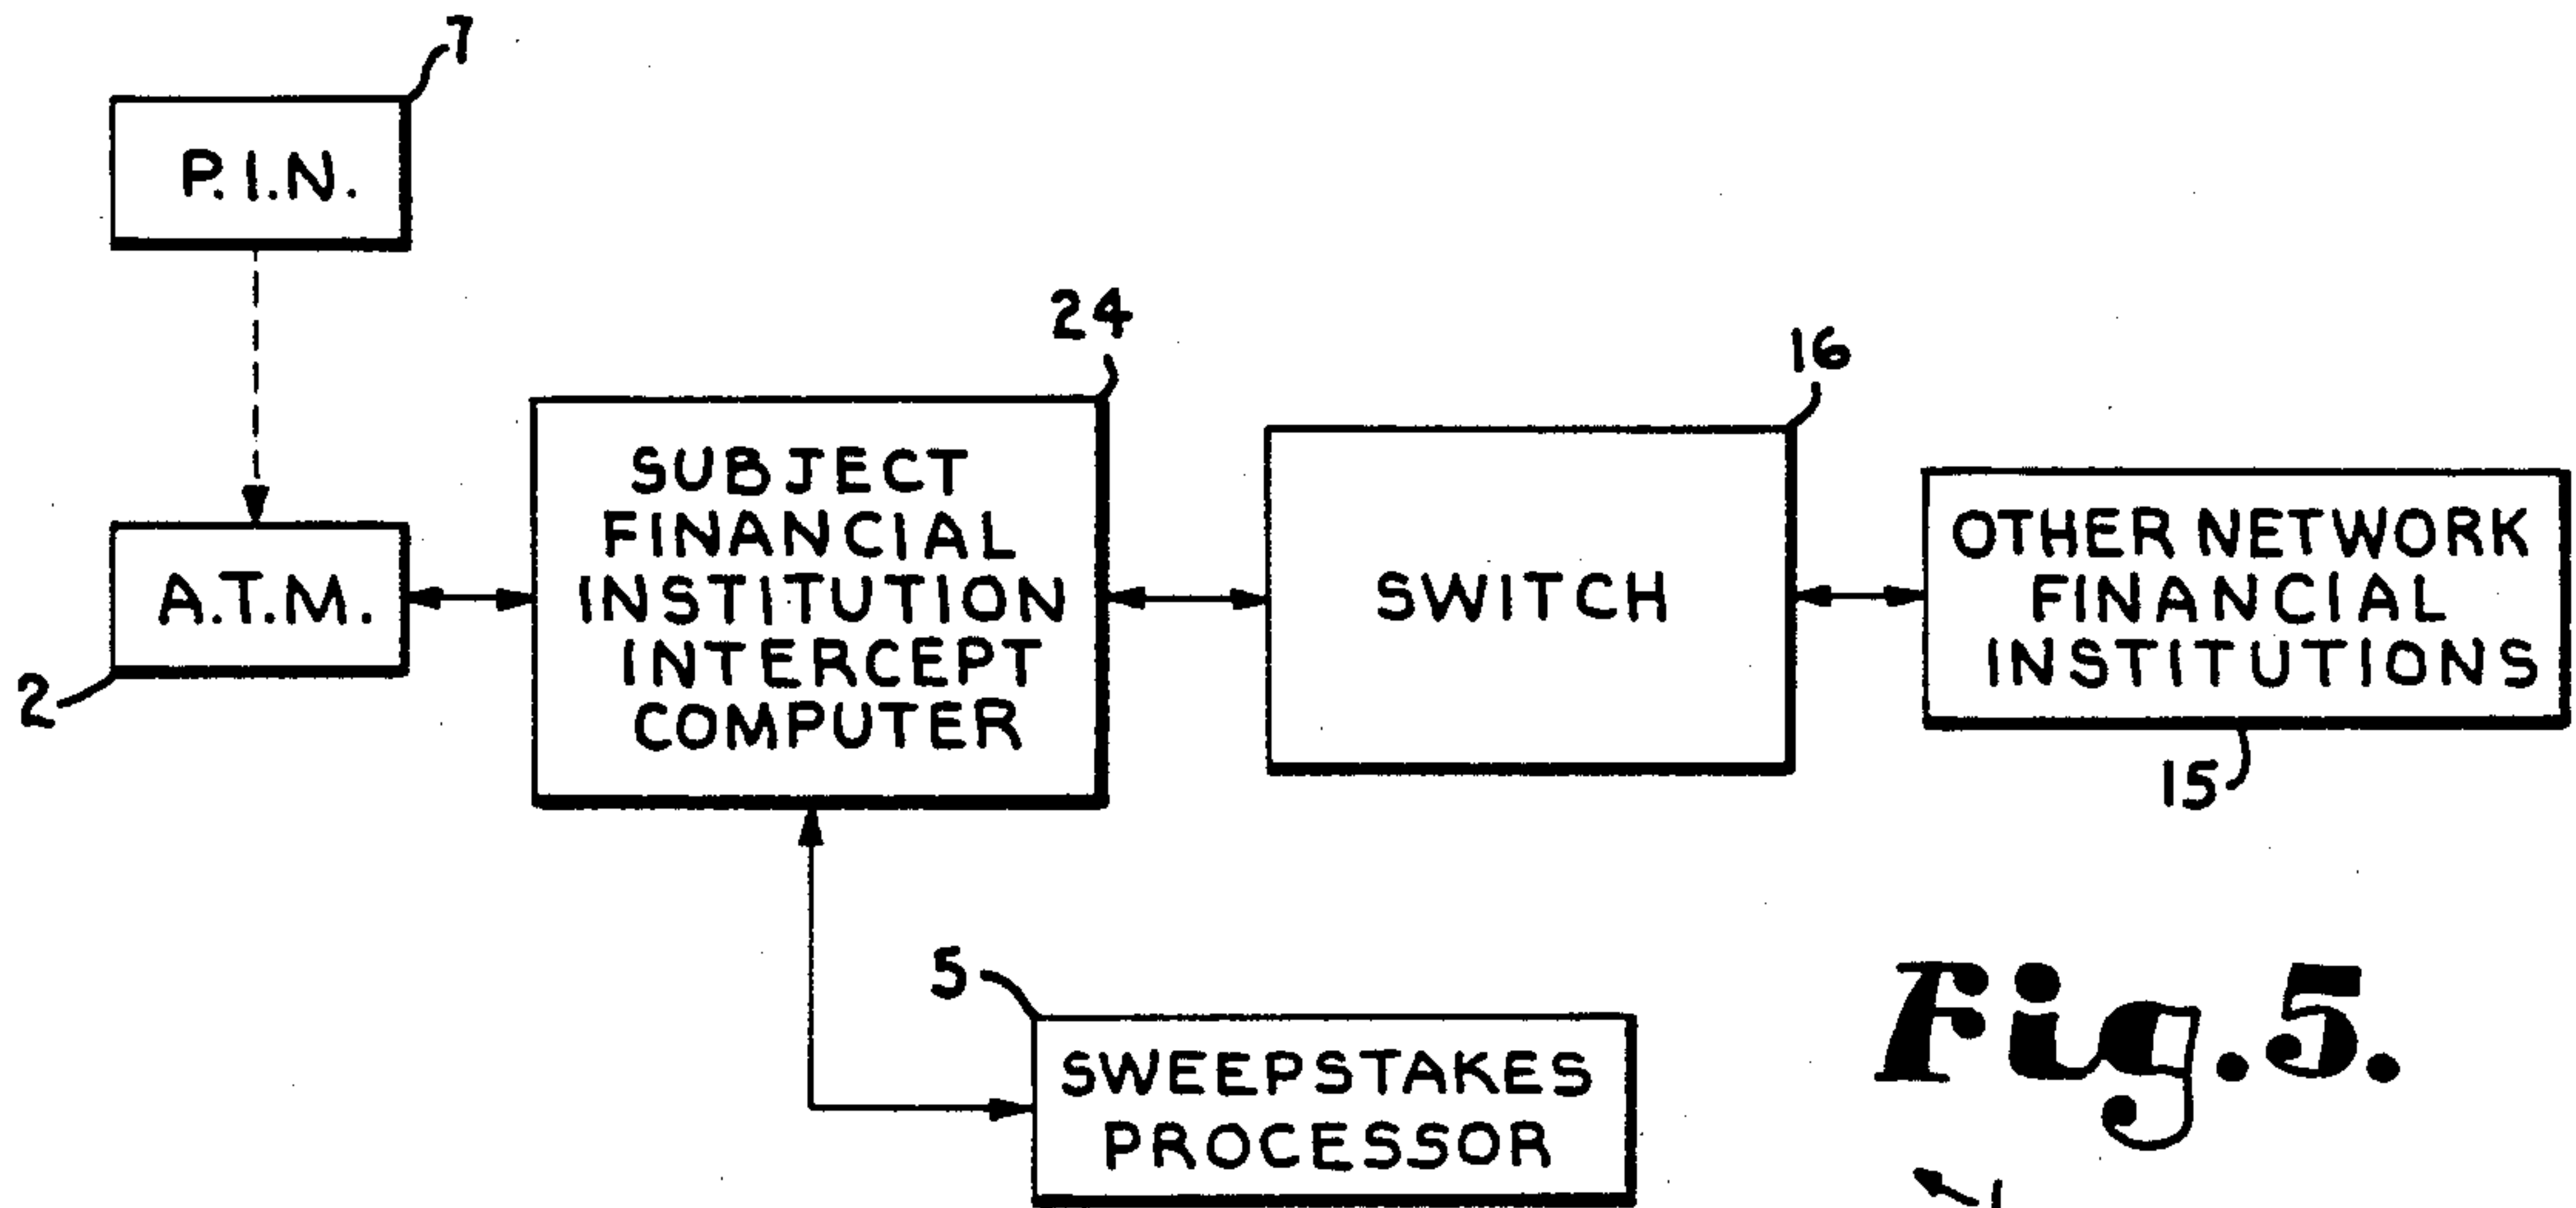 7
P.I.N.
24
16
SUBJECT
FINANCIAL
INSTITUTION
INTERCEPT
COMPUTER
SWITCH
OTHER NETWORK
FINANCIAL
INSTITUTIONS
A.T.M.
2
15
5
SWEEPSTAKES
PROCESSOR
Fig.5.
1